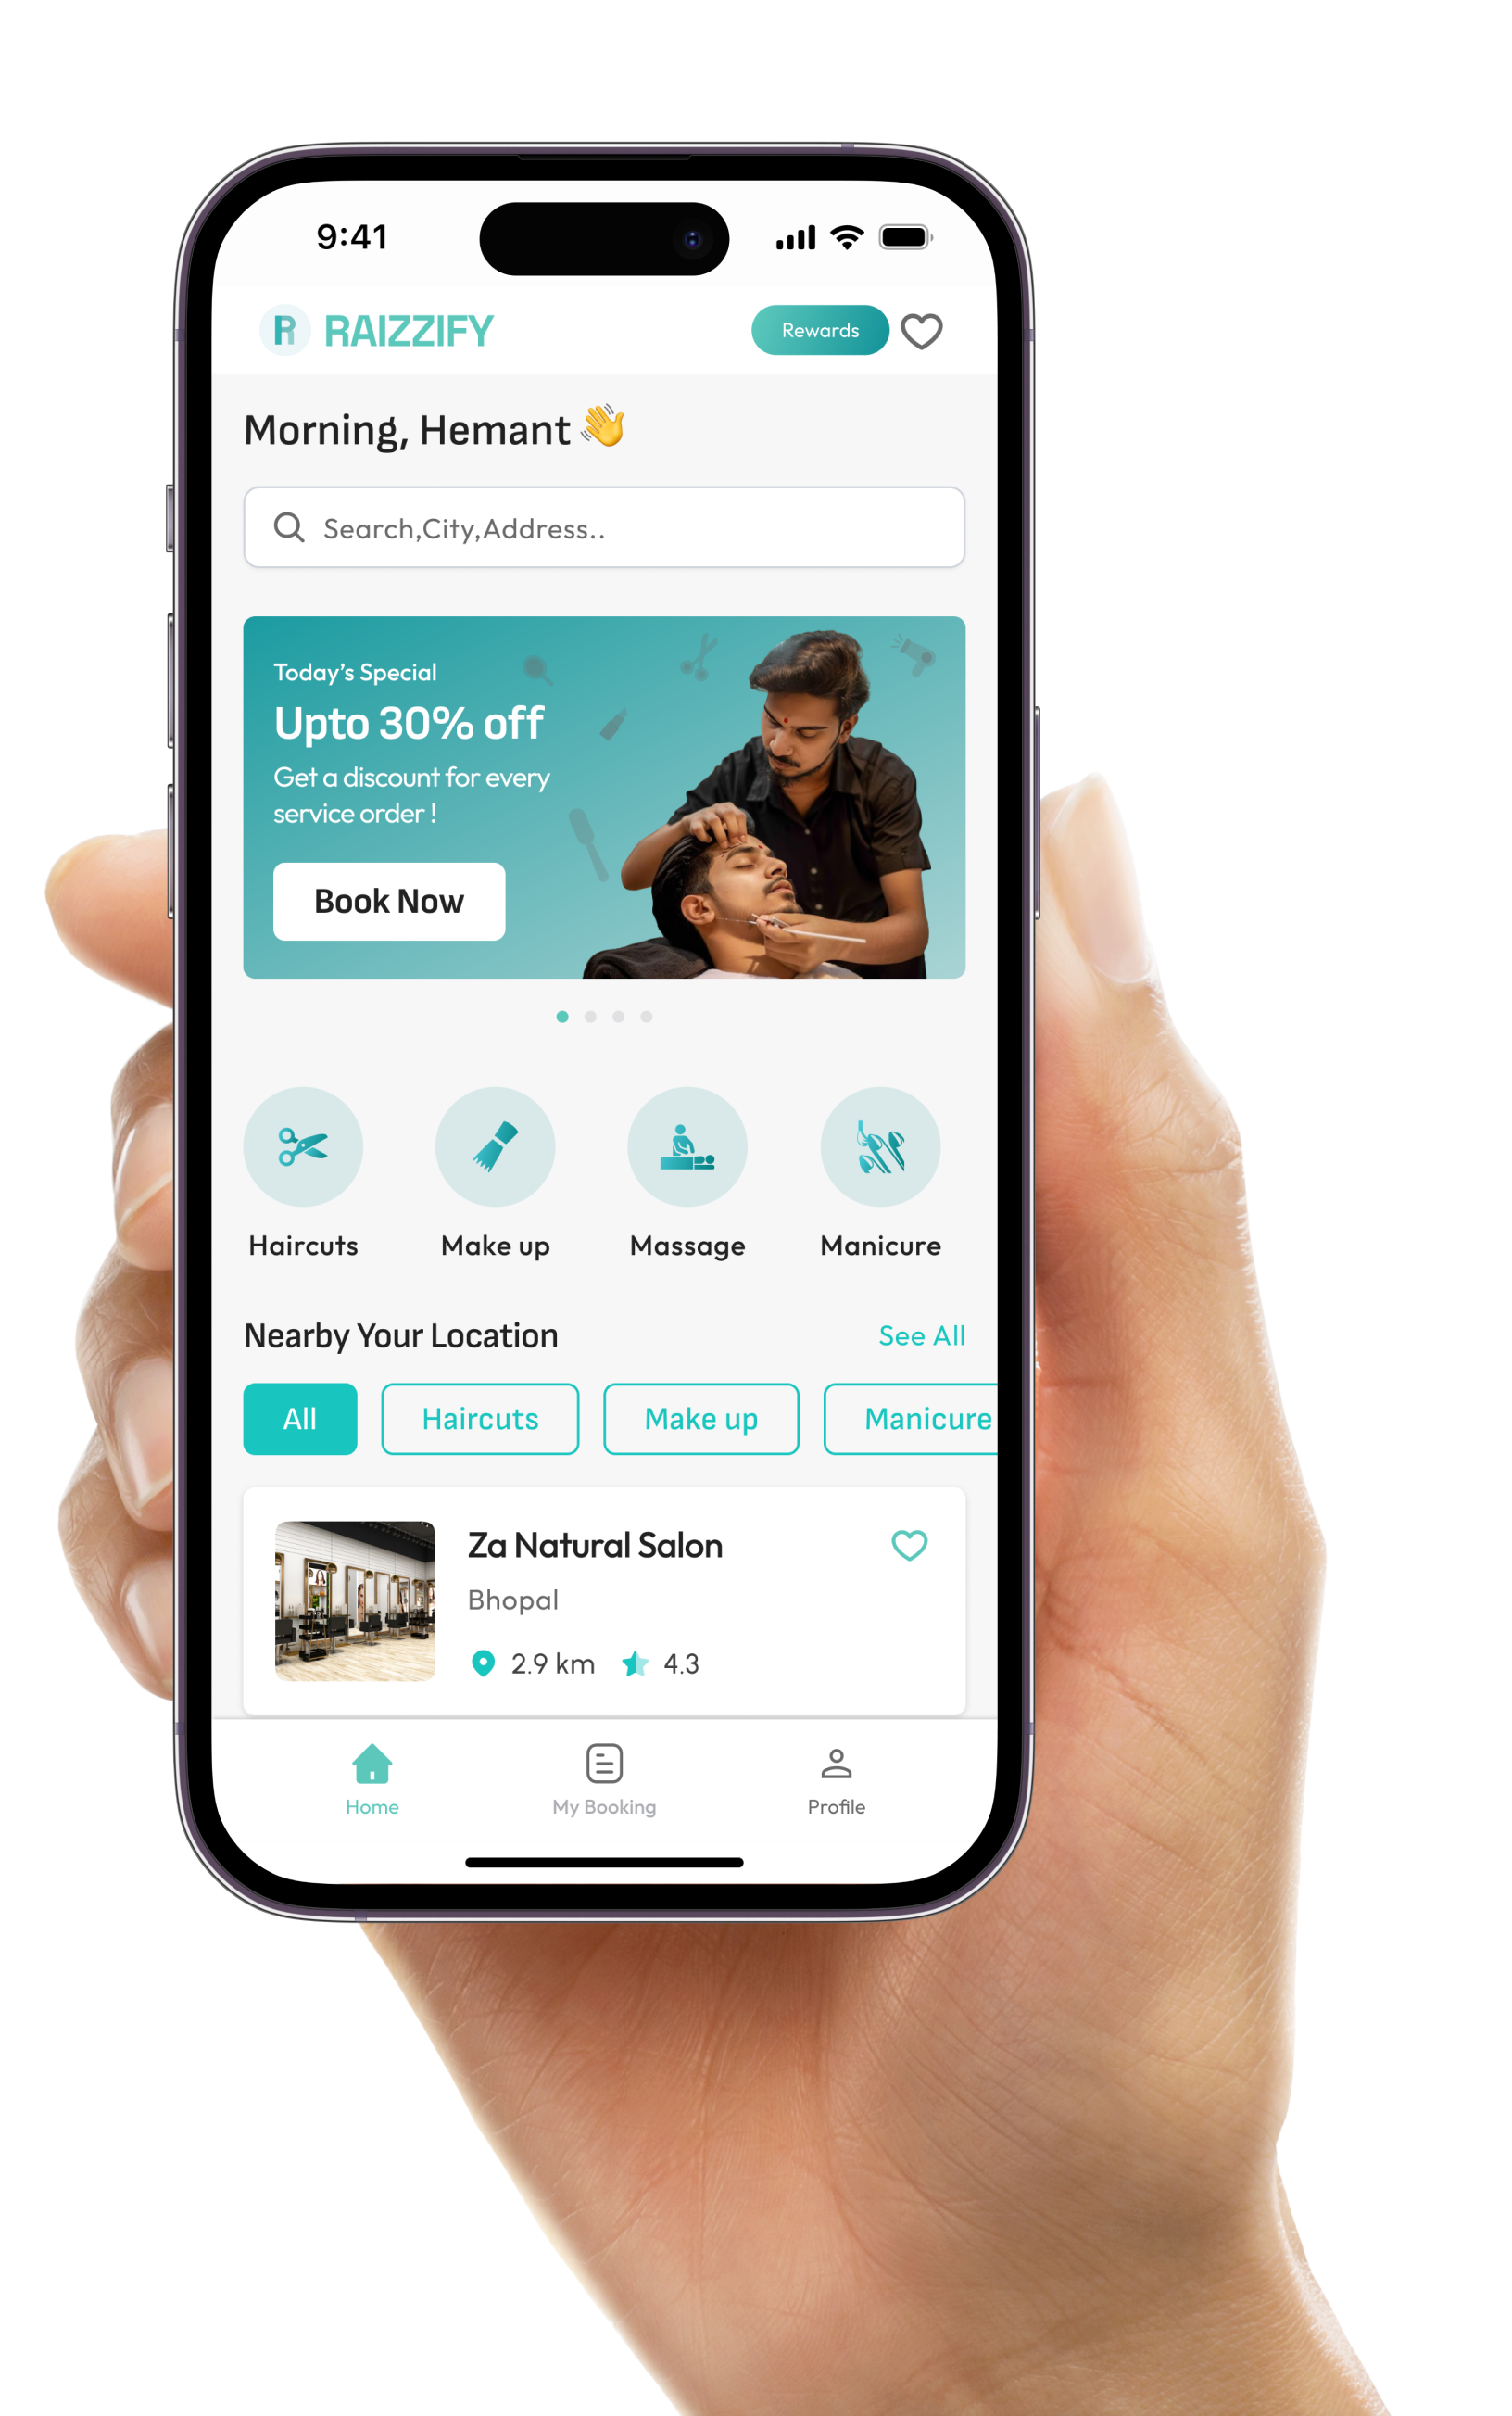 9:41
R RAIZZIFY
Rewards
Morning, Hemant 👋
Search,City,Address..
Today's Special
Upto 30% off
Get a discount for every
service order !
Book Now
Haircuts
Make up
Massage
Manicure
Nearby Your Location
See All
All
Haircuts
Make up
Manicure
Za Natural Salon
Bhopal
2.9 km
4.3
Home
My Booking
Profile